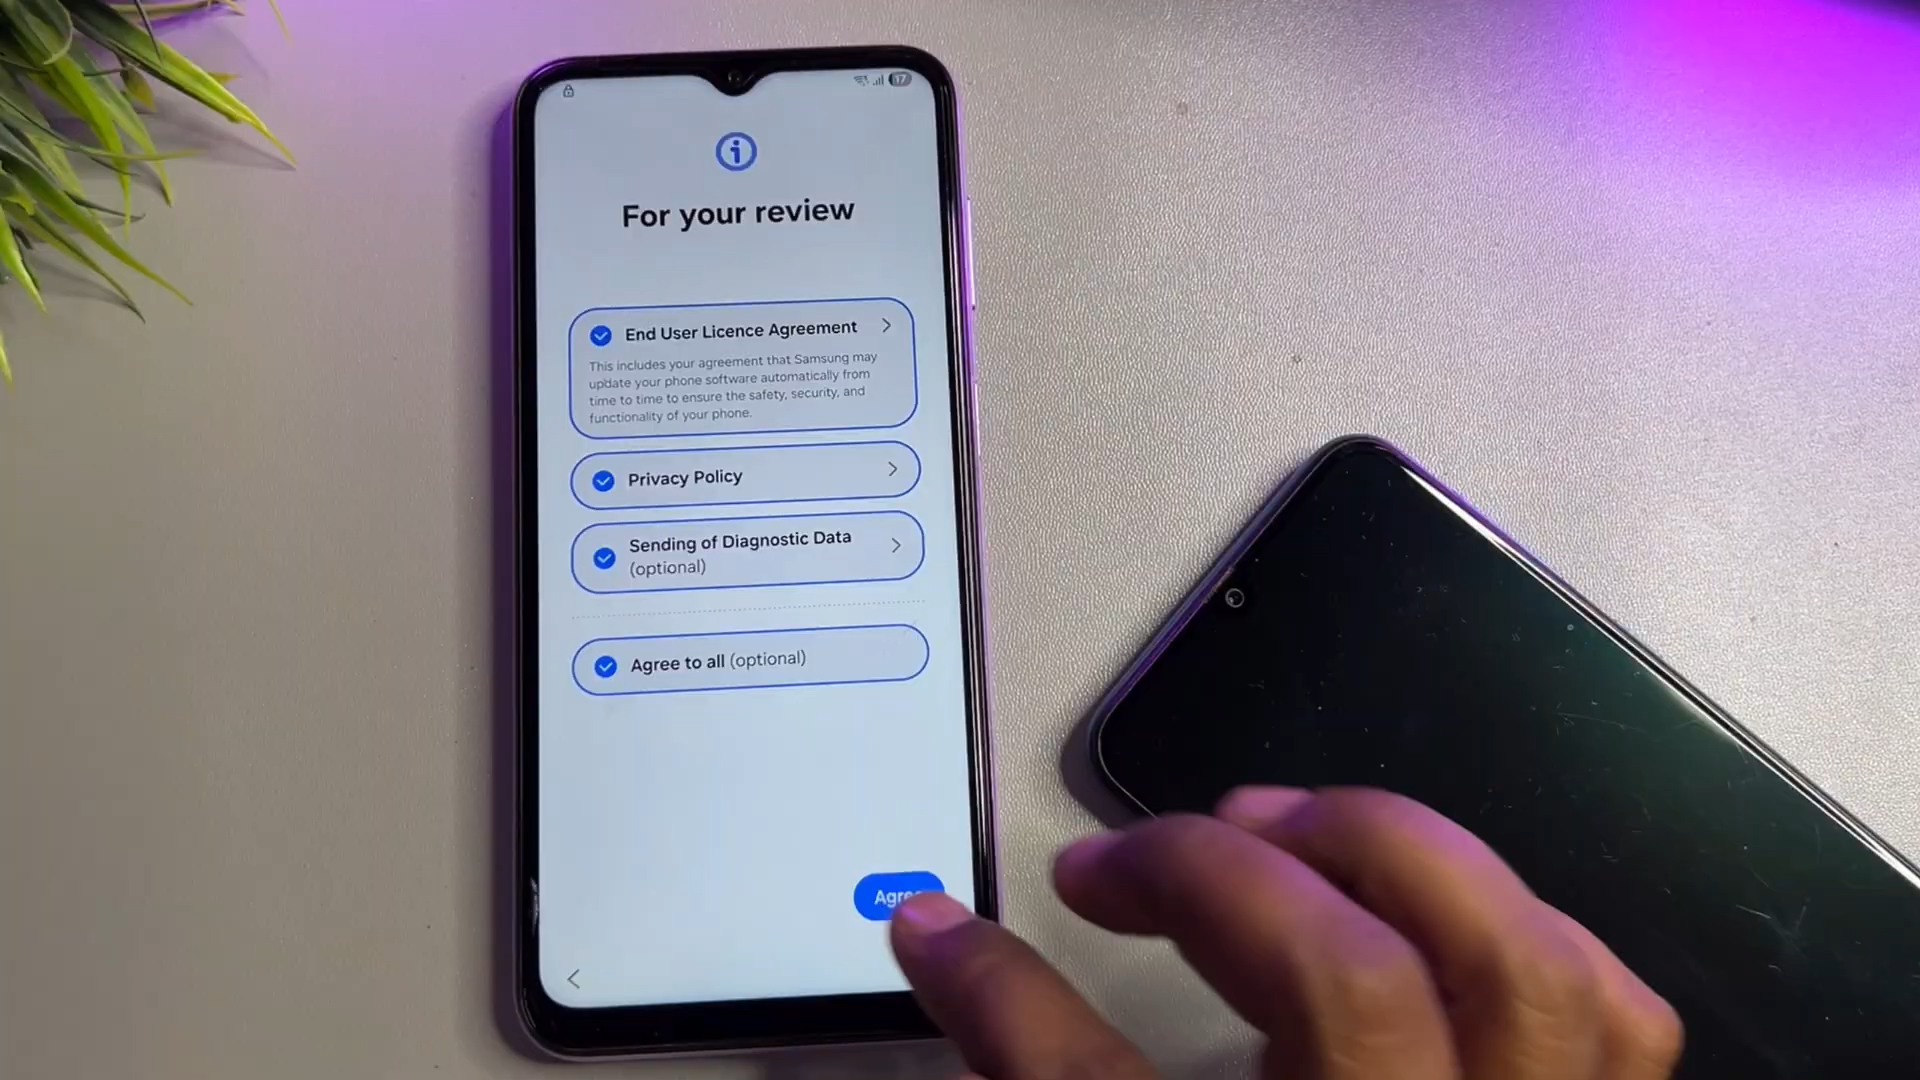 17
For your review
End User Licence Agreement
This includes your agreement that Samsung may
update your phone software automatically from
time to time to ensure the safety, security, and
functionality of your phone.
Privacy Policy
Sending of Diagnostic Data
(optional)
Agree to all (optional)
Agre